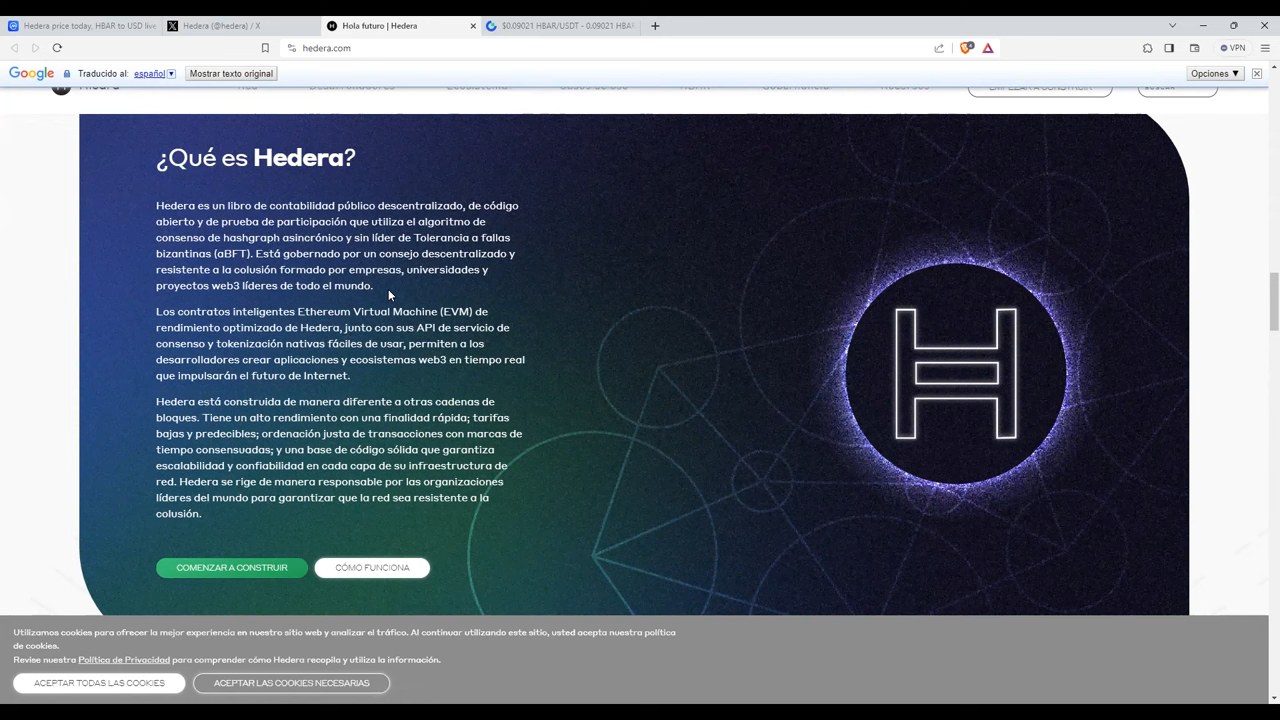 Hedera price today, HBAR to USD live
Hedera (@hedera) / X
Hola futuro | Hedera
$0.09021 HBAR/USDT - 0.09021 HBA
hedera.com
VPN
Google
Traducido al: español
Mostrar texto original
Opciones ▼
EMPEZAR A CONSTRUIR
¿Qué es Hedera?
Hedera es un libro de contabilidad público descentralizado, de código
abierto y de prueba de participación que utiliza el algoritmo de
consenso de hashgraph asincrónico y sin líder de Tolerancia a fallas
bizantinas (aBFT). Está gobernado por un consejo descentralizado y
resistente a la colusión formado por empresas, universidades y
proyectos web3 líderes de todo el mundo.
Los contratos inteligentes Ethereum Virtual Machine (EVM) de
rendimiento optimizado de Hedera, junto con sus API de servicio de
consenso y tokenización nativas fáciles de usar, permiten a los
desarrolladores crear aplicaciones y ecosistemas web3 en tiempo real
que impulsarán el futuro de Internet.
Hedera está construida de manera diferente a otras cadenas de
bloques. Tiene un alto rendimiento con una finalidad rápida; tarifas
bajas y predecibles; ordenación justa de transacciones con marcas de
tiempo consensuadas; y una base de código sólida que garantiza
escalabilidad y confiabilidad en cada capa de su infraestructura de
red. Hedera se rige de manera responsable por las organizaciones
líderes del mundo para garantizar que la red sea resistente a la
colusión.
COMENZAR A CONSTRUIR
CÓMO FUNCIONA
Utilizamos cookies para ofrecer la mejor experiencia en nuestro sitio web y analizar el tráfico. Al continuar utilizando este sitio, usted acepta nuestra política
de cookies.
Revise nuestra Política de Privacidad para comprender cómo Hedera recopila y utiliza la información.
ACEPTAR TODAS LAS COOKIES
ACEPTAR LAS COOKIES NECESARIAS